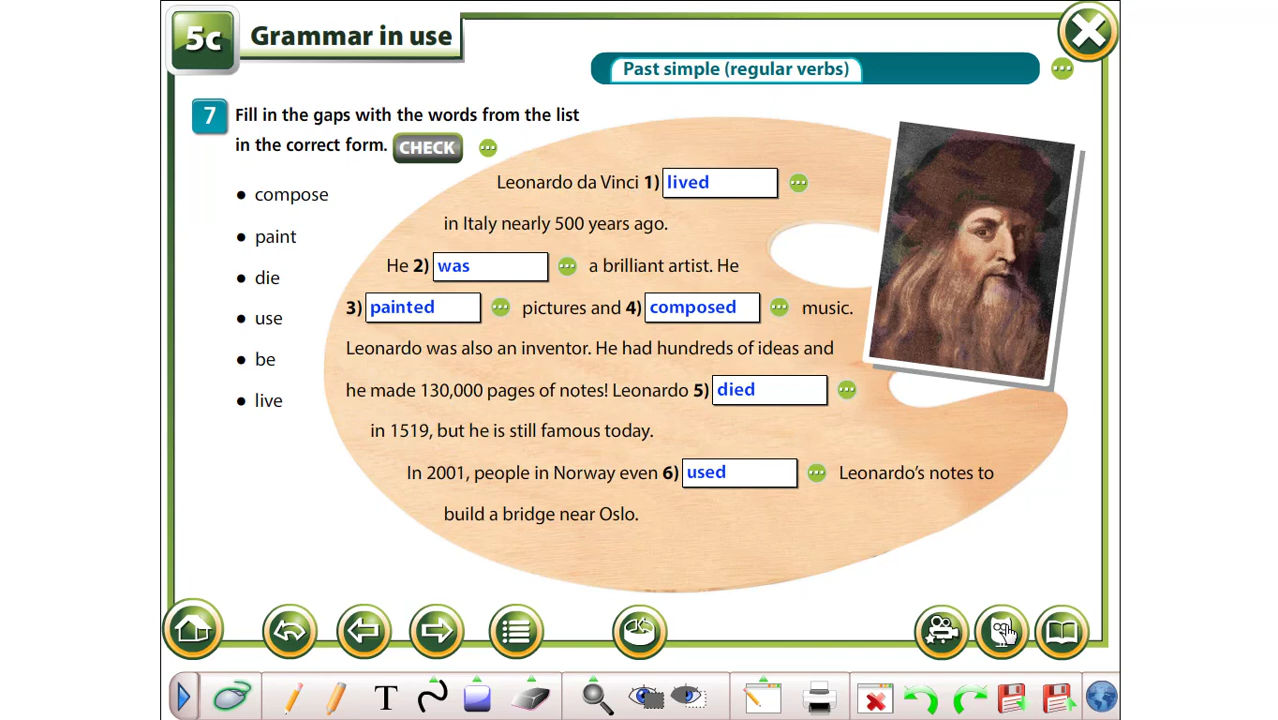 5c Grammar in use
Past simple (regular verbs)
7 Fill in the gaps with the words from the list
in the correct form. CHECK
• compose
• paint
• die
• use
• be
• live
Leonardo da Vinci 1) lived
in Italy nearly 500 years ago.
He 2) was a brilliant artist. He
3) painted pictures and 4) composed music.
Leonardo was also an inventor. He had hundreds of ideas and
he made 130,000 pages of notes! Leonardo 5) died
in 1519, but he is still famous today.
In 2001, people in Norway even 6) used Leonardo's notes to
build a bridge near Oslo.
T